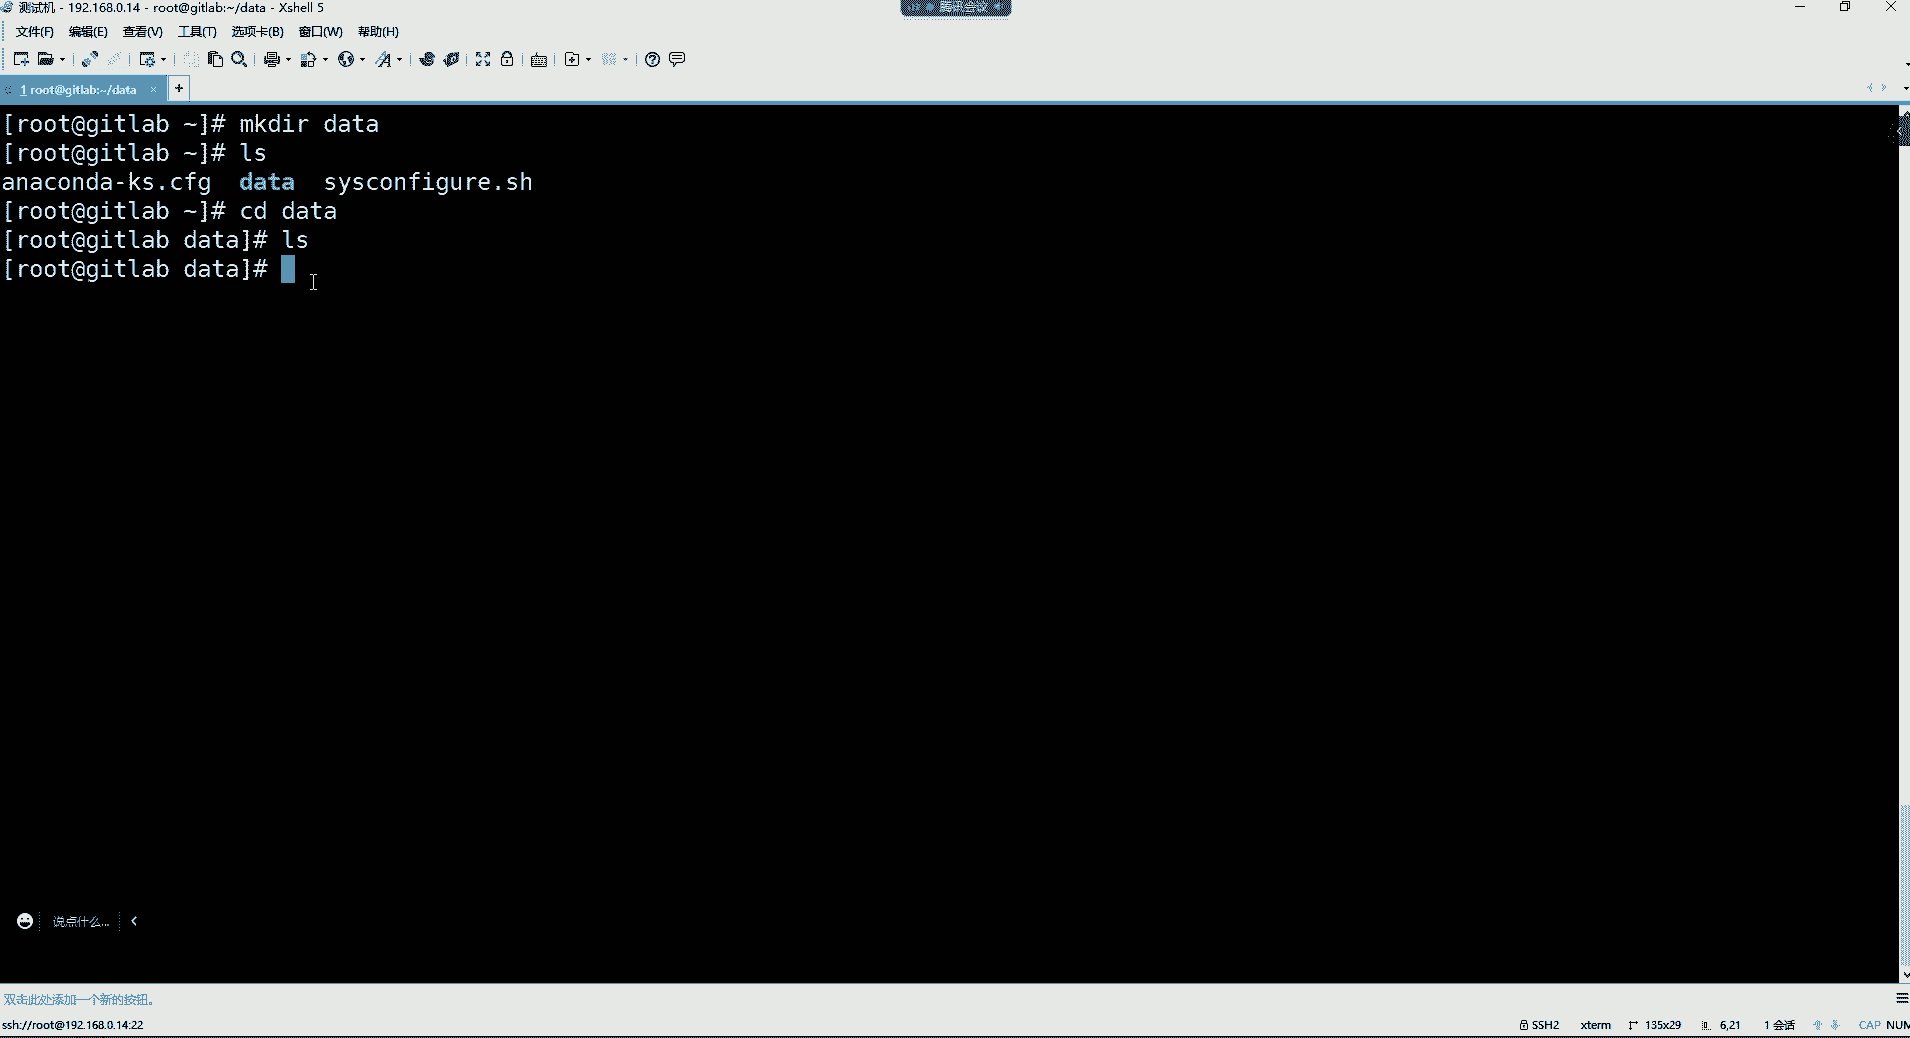 测试机 - 192.168.0.14 - root@gitlab:~/data - Xshell 5
腾讯会议
文件(F) 编辑(E) 查看(V) 工具(T) 选项卡(B) 窗口(W) 帮助(H)
1 root@gitlab:~/data × +
[root@gitlab ~]# mkdir data
[root@gitlab ~]# ls
anaconda-ks.cfg data sysconfigure.sh
[root@gitlab ~]# cd data
[root@gitlab data]# ls
[root@gitlab data]#
说点什么...
双击此处添加一个新的按钮。
ssh://root@192.168.0.14:22 SSH2 xterm 135x29 6,21 1 会话 CAP NUM